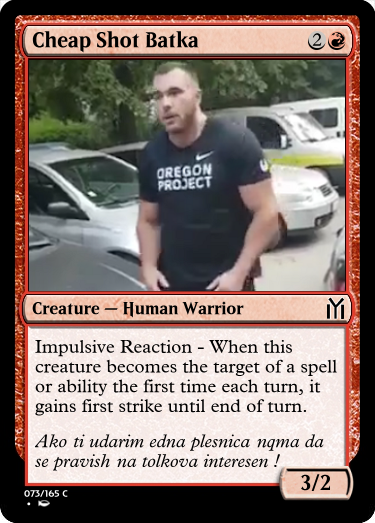 Cheap Shot Batka
2
OREGON
PROJECT
Creature — Human Warrior
Impulsive Reaction - When this
creature becomes the target of a spell
or ability the first time each turn, it
gains first strike until end of turn.
Ako ti udarim edna plesnica nqma da
se pravish na tolkova interesen !
3/2
073/165 C